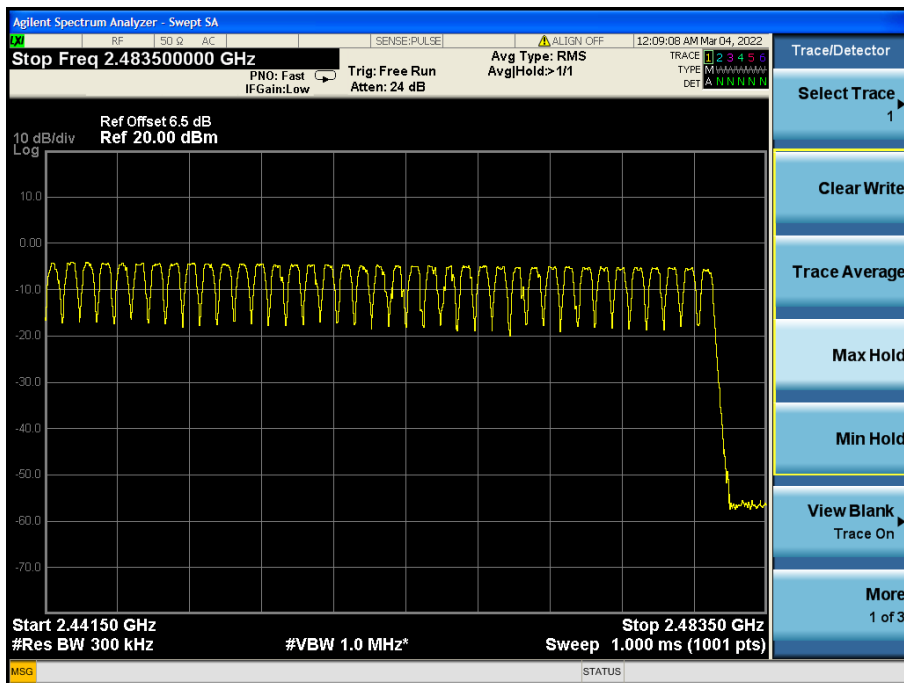 Agilent Spectrum Analyzer - Swept SA
LXI RF 50 Ω AC SENSE:PULSE ALIGN OFF 12:09:08 AM Mar 04, 2022
Stop Freq 2.483500000 GHz
PNO: Fast
IFGain:Low
Trig: Free Run
Atten: 24 dB
Avg Type: RMS
Avg|Hold:>1/1
TRACE 1 2 3 4 5 6
TYPE M W W W W W
DET A N N N N N
Ref Offset 6.5 dB
10 dB/div Ref 20.00 dBm
Log
10.0
0.00
-10.0
-20.0
-30.0
-40.0
-50.0
-60.0
-70.0
Start 2.44150 GHz Stop 2.48350 GHz
#Res BW 300 kHz #VBW 1.0 MHz* Sweep 1.000 ms (1001 pts)
MSG STATUS
Trace/Detector
Select Trace
1
Clear Write
Trace Average
Max Hold
Min Hold
View Blank
Trace On
More
1 of 3